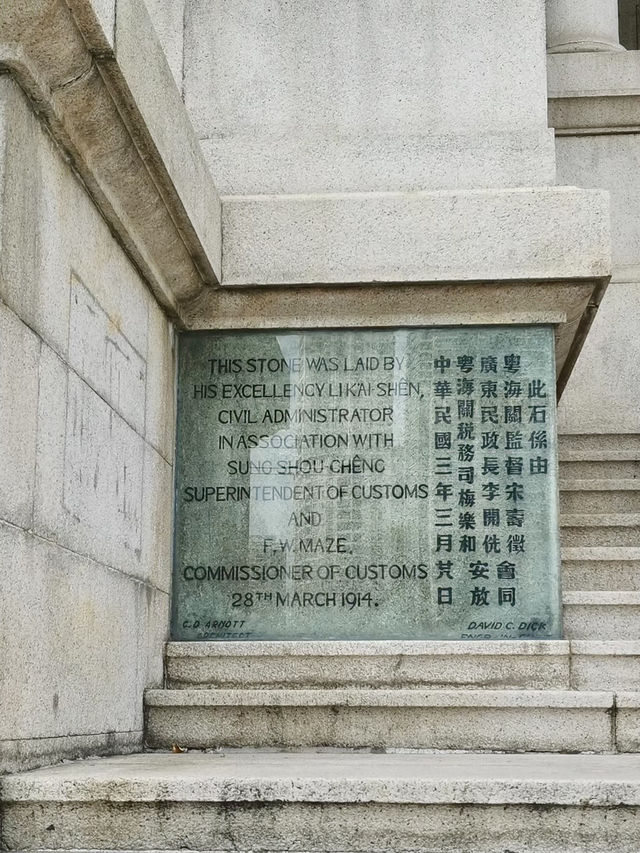 THIS STONE WAS LAID BY
HIS EXCELLENCY LI K'AI-SHÊN,
CIVIL ADMINISTRATOR
IN ASSOCIATION WITH
SUNG SHOU-CHÊNG
SUPERINTENDENT OF CUSTOMS
AND
F.W. MAZE,
COMMISSIONER OF CUSTOMS
28TH MARCH 1914.
此石係由
粵海關監督宋壽徵會同
廣東民政長李開侁安放
粵海關稅務司梅樂和
中華民國三年三月 日
C.D. ARNOTT
ARCHITECT
DAVID C. DICK